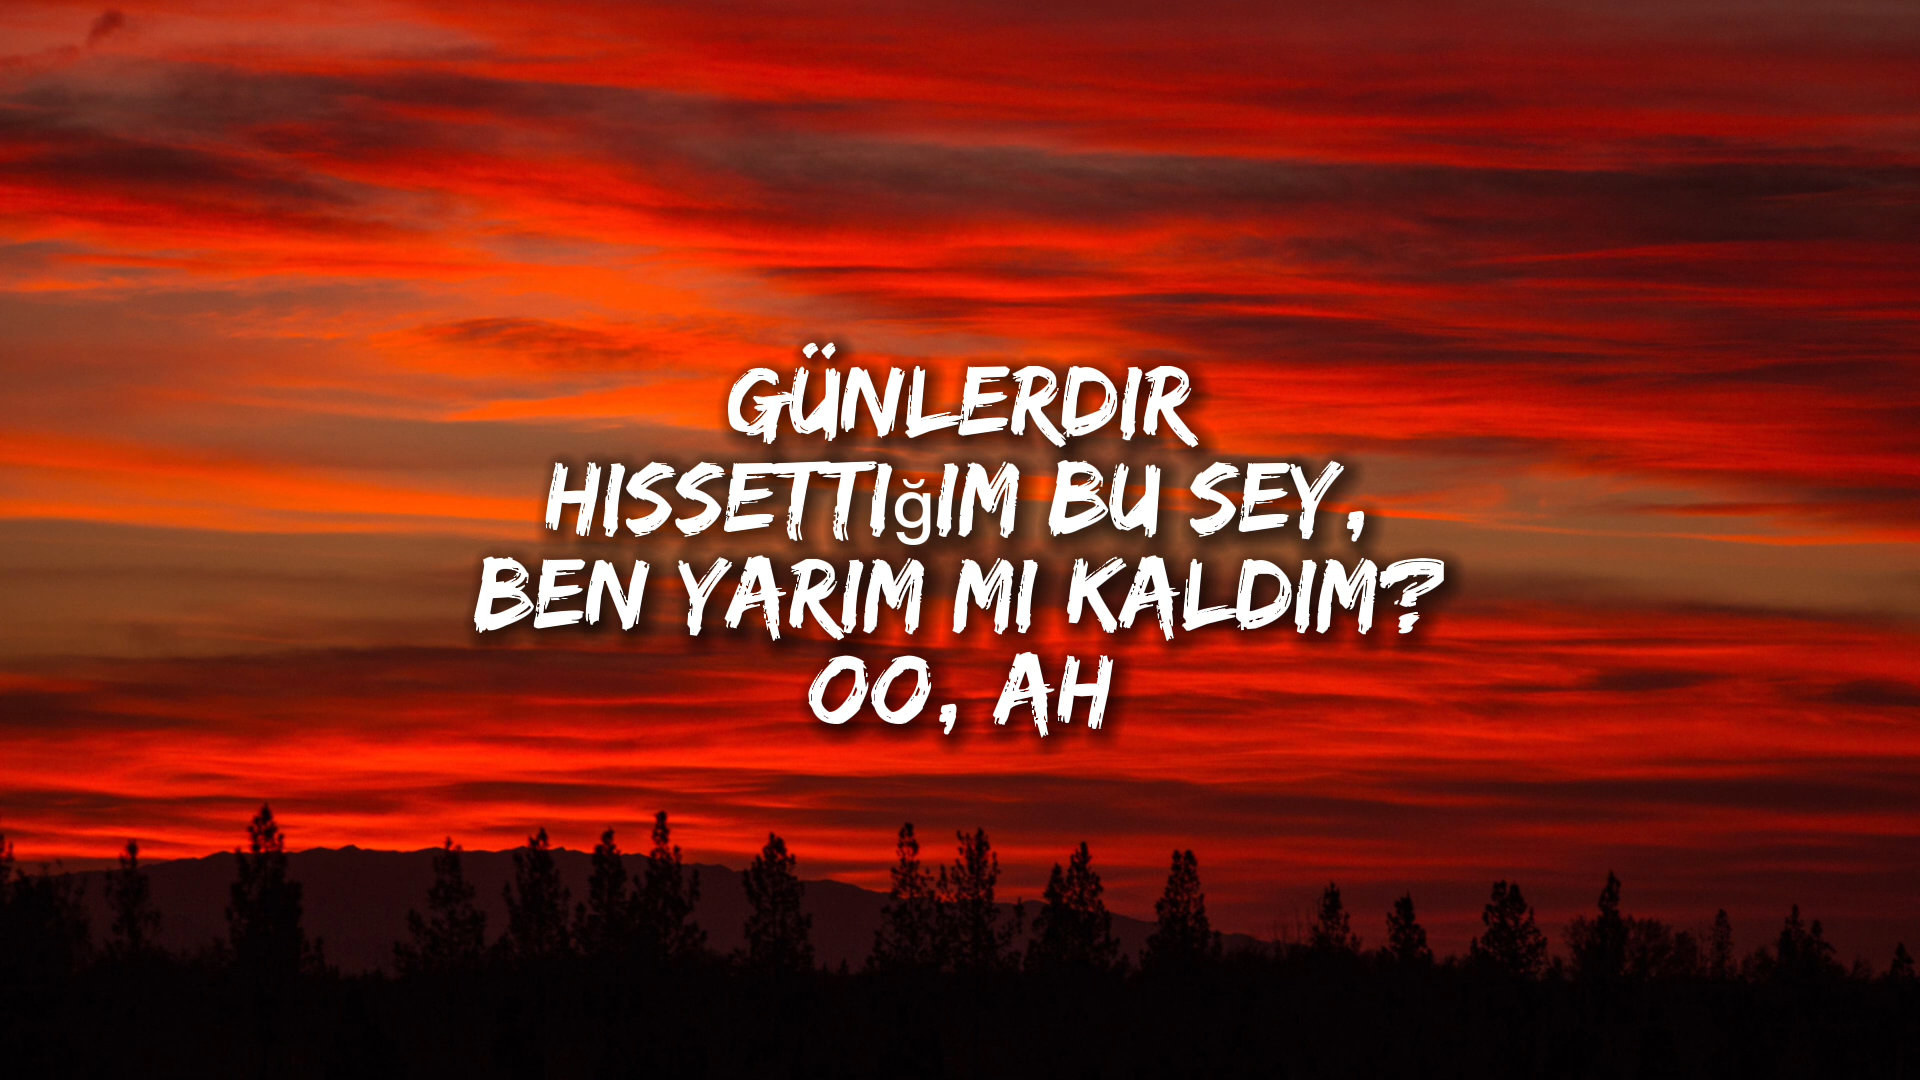 GÜNLERDIR
HISSETTIğIM BU SEY,
BEN YARIM MI KALDIM?
OO, AH